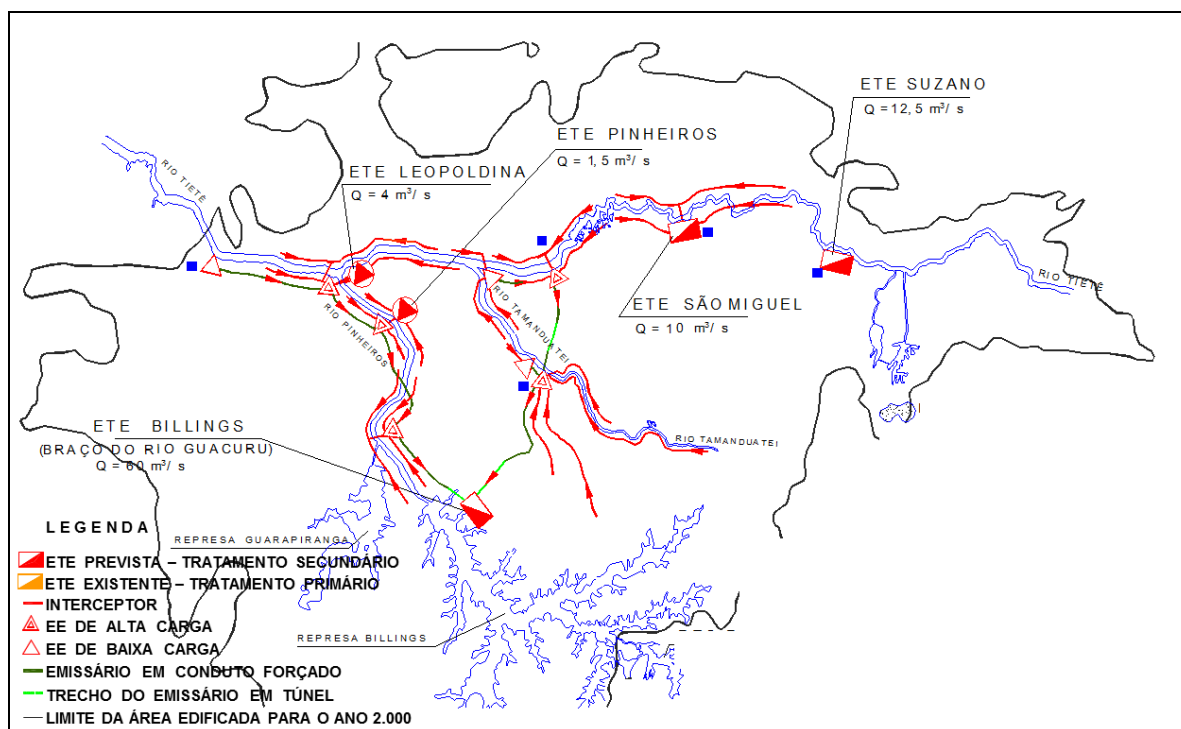 ETE SUZANO
Q = 12,5 m³/ s
ETE PINHEIROS
Q = 1,5 m³/ s
ETE LEOPOLDINA
Q = 4 m³/ s
RIO TIETÊ
RIO TIETÊ
RIO TAMANDUATEI
ETE SÃO MIGUEL
Q = 10 m³/ s
RIO PINHEIROS
ETE BILLINGS
(BRAÇO DO RIO GUACURU)
Q = 60 m³/ s
RIO TAMANDUATEI
LEGENDA
REPRESA GUARAPIRANGA
ETE PREVISTA – TRATAMENTO SECUNDÁRIO
ETE EXISTENTE – TRATAMENTO PRIMÁRIO
INTERCEPTOR
EE DE ALTA CARGA
EE DE BAIXA CARGA
REPRESA BILLINGS
EMISSÁRIO EM CONDUTO FORÇADO
TRECHO DO EMISSÁRIO EM TÚNEL
LIMITE DA ÁREA EDIFICADA PARA O ANO 2.000